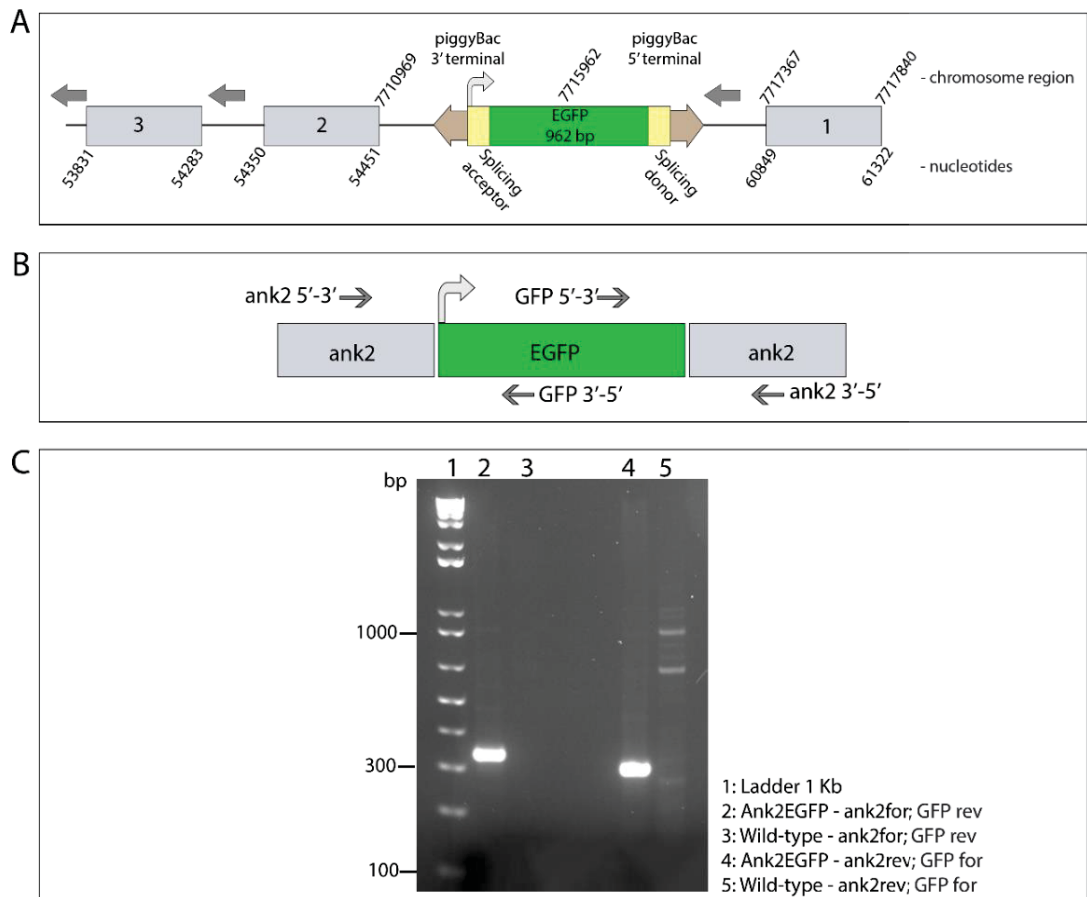 A
piggyBac
3' terminal
piggyBac
5' terminal
7710969
7715962
7717367
7717840
- chromosome region
3
2
EGFP
962 bp
1
53831
54283
54350
54451
Splicing
acceptor
Splicing
donor
60849
61322
- nucleotides
B
ank2 5'-3'
GFP 5'-3'
ank2
EGFP
ank2
GFP 3'-5'
ank2 3'-5'
C
bp
1 2 3 4 5
1000
300
100
1: Ladder 1 Kb
2: Ank2EGFP - ank2for; GFP rev
3: Wild-type - ank2for; GFP rev
4: Ank2EGFP - ank2rev; GFP for
5: Wild-type - ank2rev; GFP for